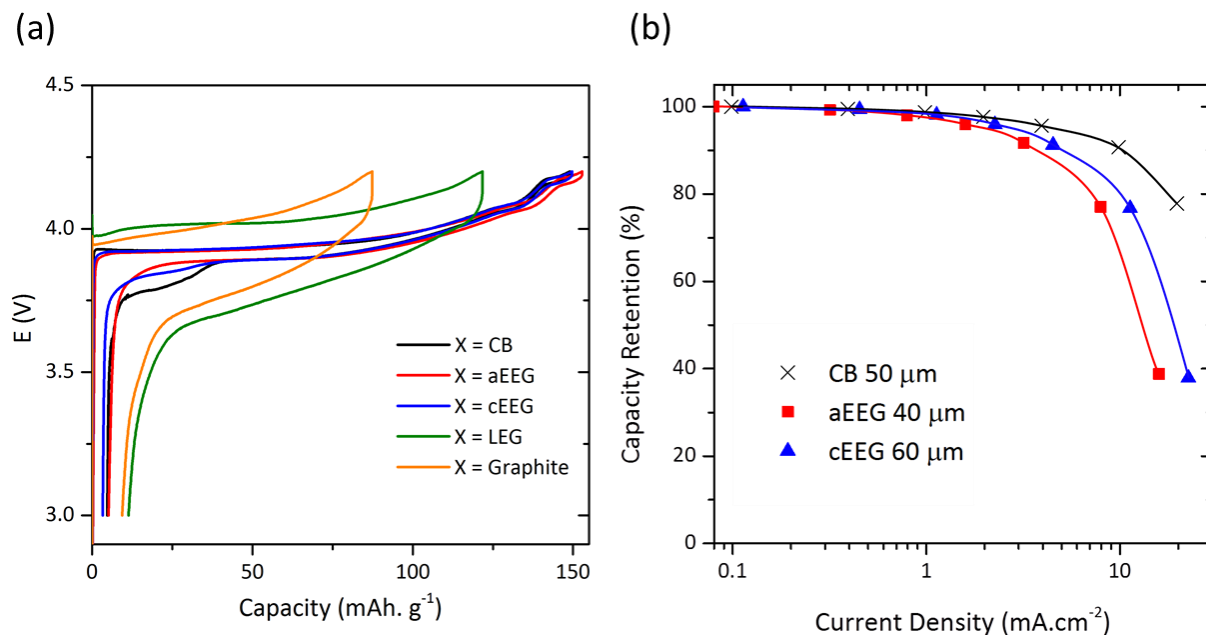 (a)
(b)
4.5
4.0
3.5
3.0
E (V)
X = CB
X = aEEG
X = cEEG
X = LEG
X = Graphite
0
50
100
150
Capacity (mAh. g⁻¹)
100
80
60
40
20
0
Capacity Retention (%)
CB 50 μm
aEEG 40 μm
cEEG 60 μm
0.1
1
10
Current Density (mA.cm⁻²)